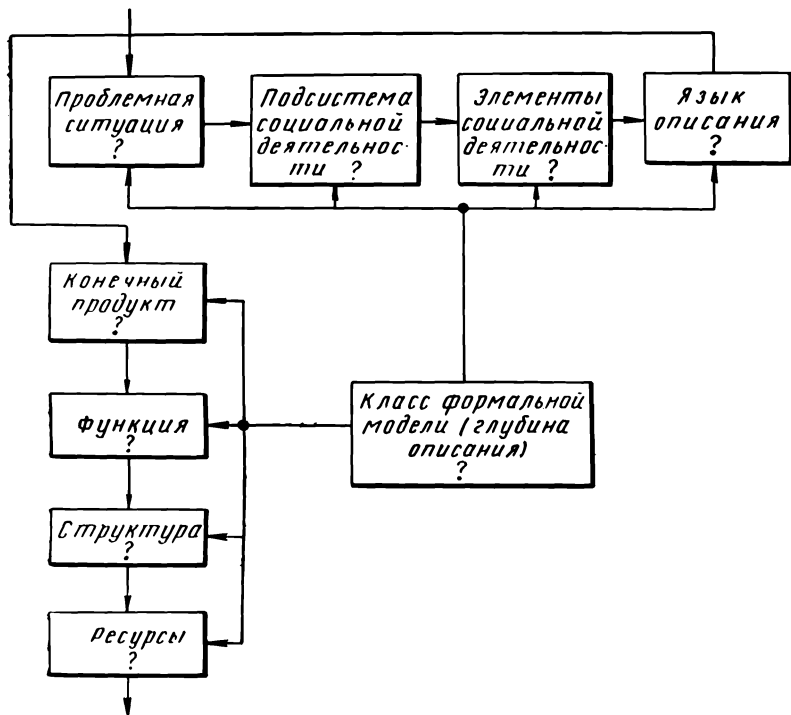 Проблемная
ситуация
?
Подсистема
социальной
деятельнос-
ти ?
Элементы
социальной
деятельнос-
ти ?
Язык
описания
?
Конечный
продукт
?
Класс формальной
модели (глубина
описания)
?
Функция
?
Структура
?
Ресурсы
?